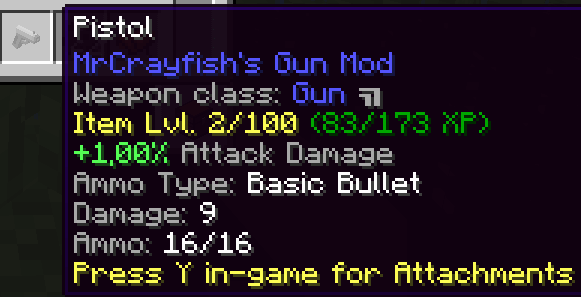 Pistol
MrCrayfish's Gun Mod
Weapon class: Gun
Item Lvl. 2/100 (83/173 XP)
+1,00% Attack Damage
Ammo Type: Basic Bullet
Damage: 9
Ammo: 16/16
Press Y in-game for Attachments